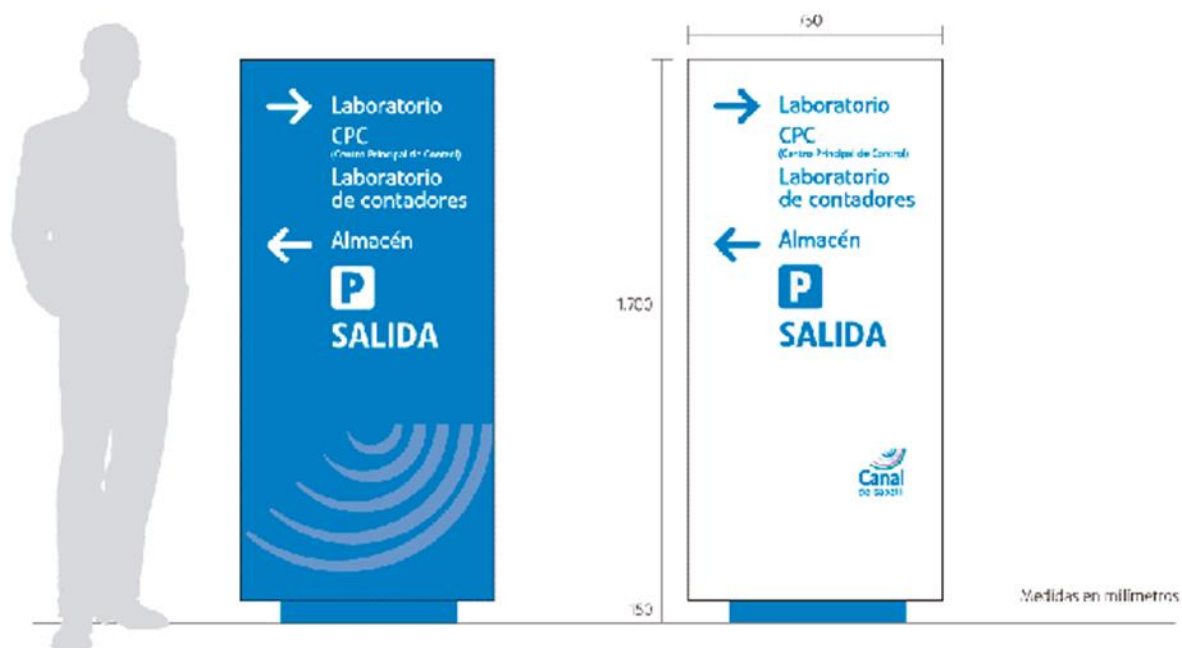 Laboratorio
CPC
(Centro Principal de Control)
Laboratorio
de contadores
Almacén
P
SALIDA
750
Laboratorio
CPC
(Centro Principal de Control)
Laboratorio
de contadores
Almacén
P
SALIDA
1.700
Canal
de
150
Medidas en milímetros